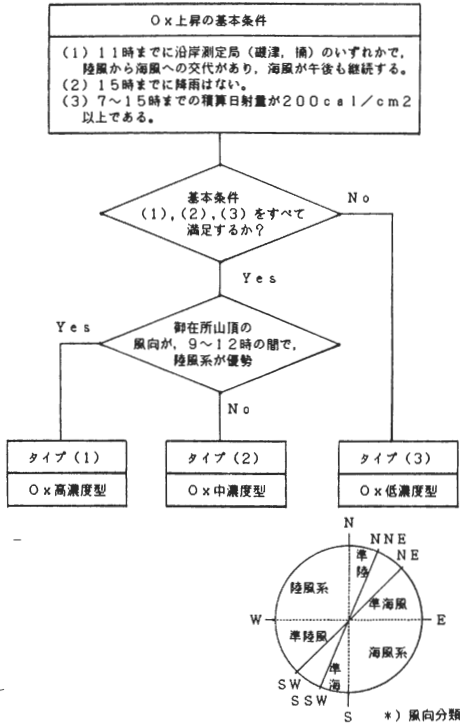 Ox上昇の基本条件
(1)11時までに沿岸測定局(磯津,楠)のいずれかで,
陸風から海風への交代があり,海風が午後も継続する。
(2)15時までに降雨はない。
(3)7~15時までの積算日射量が200cal/cm2
以上である。
基本条件
(1),(2),(3)をすべて
満足するか?
No
Yes
御在所山頂の
風向が,9~12時の間で,
陸風系が優勢
Yes
No
タイプ(1)
Ox高濃度型
タイプ(2)
Ox中濃度型
タイプ(3)
Ox低濃度型
N
NNE
NE
準
陸
陸風系
準海風
W
E
準陸風
海風系
準
海
SW
SSW
S
*)風向分類